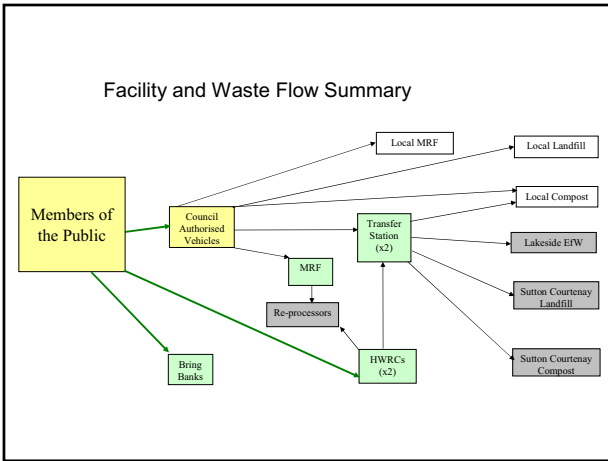 Facility and Waste Flow Summary
Local MRF
Local Landfill
Members of
the Public
Council
Authorised
Vehicles
Transfer
Station
(x2)
Local Compost
Lakeside EfW
MRF
Re-processors
Sutton Courtenay
Landfill
Bring
Banks
HWRCs
(x2)
Sutton Courtenay
Compost